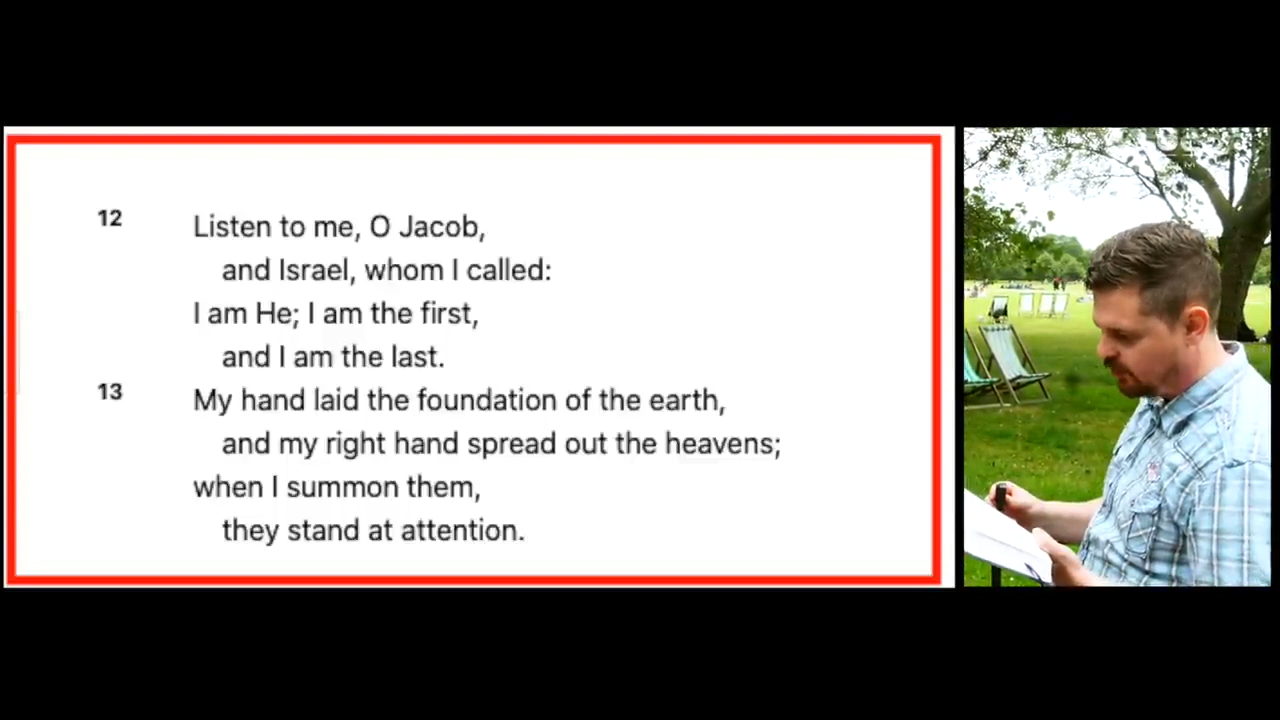 12 Listen to me, O Jacob,
and Israel, whom I called:
I am He; I am the first,
and I am the last.
13 My hand laid the foundation of the earth,
and my right hand spread out the heavens;
when I summon them,
they stand at attention.